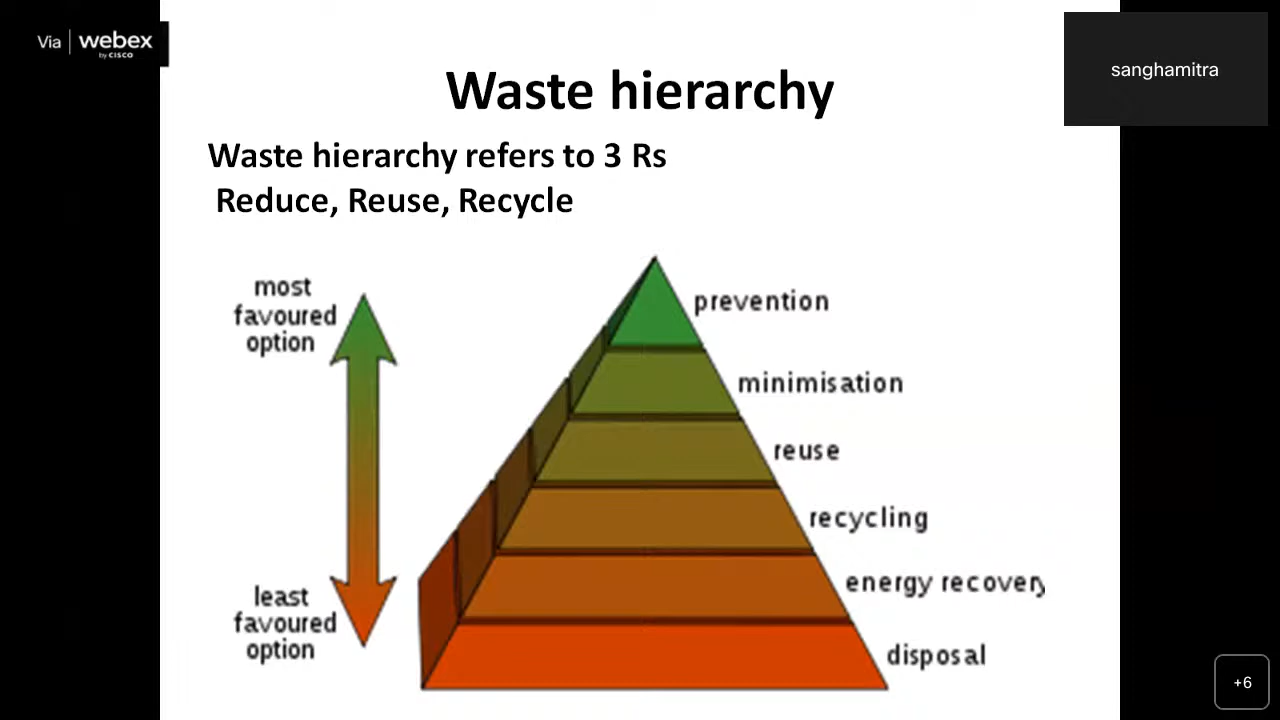 Via webex
by CISCO
sanghamitra
Waste hierarchy
Waste hierarchy refers to 3 Rs
Reduce, Reuse, Recycle
most
favoured
option
prevention
minimisation
reuse
recycling
energy recovery
least
favoured
option
disposal
+6